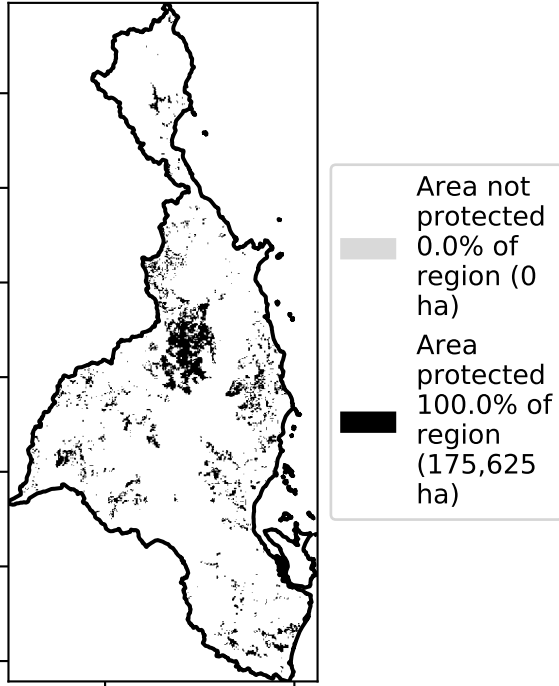 Area not
protected
0.0% of
region (0
ha)
Area
protected
100.0% of
region
(175,625
ha)